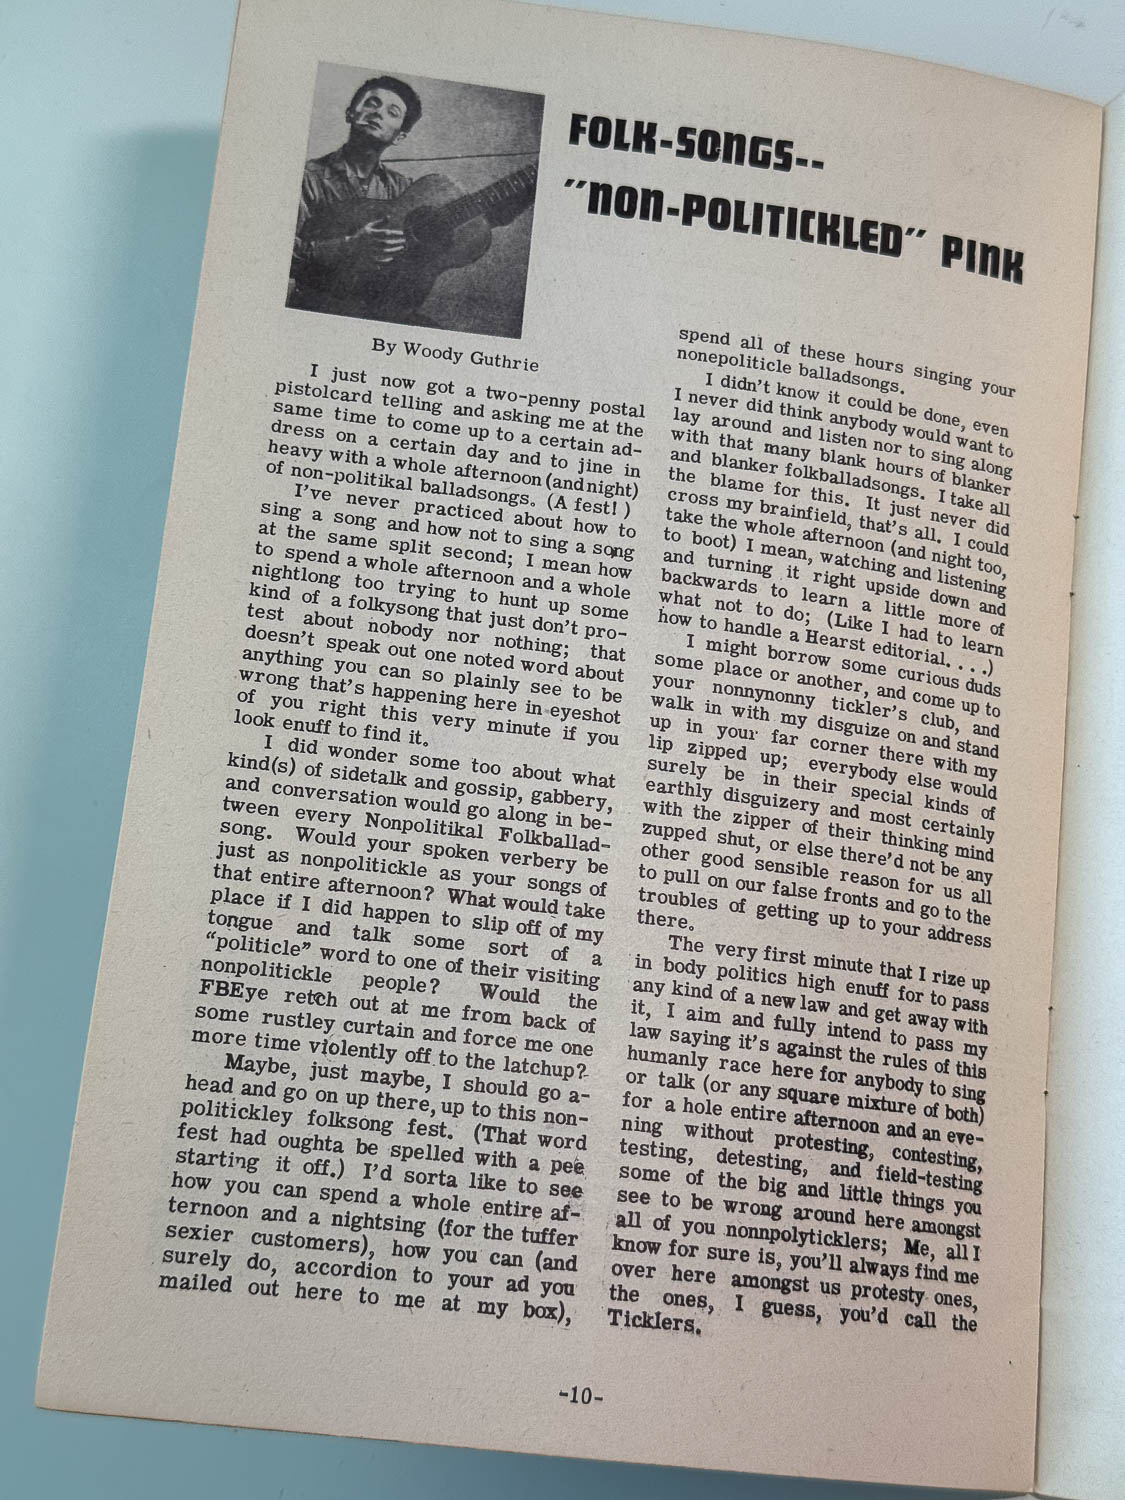 FOLK-SONGS--
"NON-POLITICKLED" PINK
By Woody Guthrie
I just now got a two-penny postal
pistolcard telling and asking me at the
same time to come up to a certain ad-
dress on a certain day and to jine in
heavy with a whole afternoon (and night)
of non-politikal balladsongs. (A fest! )
I've never practiced about how to
sing a song and how not to sing a song
at the same split second; I mean how
to spend a whole afternoon and a whole
nightlong too trying to hunt up some
kind of a folkysong that just don't pro-
test about nobody nor nothing; that
doesn't speak out one noted word about
anything you can so plainly see to be
wrong that's happening here in eyeshot
of you right this very minute if you
look enuff to find it.
I did wonder some too about what
kind(s) of sidetalk and gossip, gabbery,
and conversation would go along in be-
tween every Nonpolitikal Folkballad-
song. Would your spoken verbery be
just as nonpolitickle as your songs of
that entire afternoon? What would take
place if I did happen to slip off of my
tongue and talk some sort of a
"politicle" word to one of their visiting
nonpolitickle people? Would the
FBEye retch out at me from back of
some rustley curtain and force me one
more time violently off to the latchup?
Maybe, just maybe, I should go a-
head and go on up there, up to this non-
politickley folksong fest. (That word
fest had oughta be spelled with a pee
starting it off.) I'd sorta like to see
how you can spend a whole entire af-
ternoon and a nightsing (for the tuffer
sexier customers), how you can (and
surely do, accordion to your ad you
mailed out here to me at my box),
spend all of these hours singing your
nonepoliticle balladsongs.
I didn't know it could be done, even
I never did think anybody would want to
lay around and listen nor to sing along
with that many blank hours of blanker
and blanker folkballadsongs. I take all
the blame for this. It just never did
cross my brainfield, that's all. I could
take the whole afternoon (and night too,
to boot) I mean, watching and listening
and turning it right upside down and
backwards to learn a little more of
what not to do; (Like I had to learn
how to handle a Hearst editorial. . . .)
I might borrow some curious duds
some place or another, and come up to
your nonnynonny tickler's club, and
walk in with my disguize on and stand
up in your far corner there with my
lip zipped up; everybody else would
surely be in their special kinds of
earthly disguizery and most certainly
with the zipper of their thinking mind
zupped shut, or else there'd not be any
other good sensible reason for us all
to pull on our false fronts and go to the
troubles of getting up to your address
there.
The very first minute that I rize up
in body politics high enuff for to pass
any kind of a new law and get away with
it, I aim and fully intend to pass my
law saying it's against the rules of this
humanly race here for anybody to sing
or talk (or any square mixture of both)
for a hole entire afternoon and an eve-
ning without protesting, contesting,
testing, detesting, and field-testing
some of the big and little things you
see to be wrong around here amongst
all of you nonnpolyticklers; Me, all I
know for sure is, you'll always find me
over here amongst us protesty ones,
the ones, I guess, you'd call the
Ticklers.
-10-